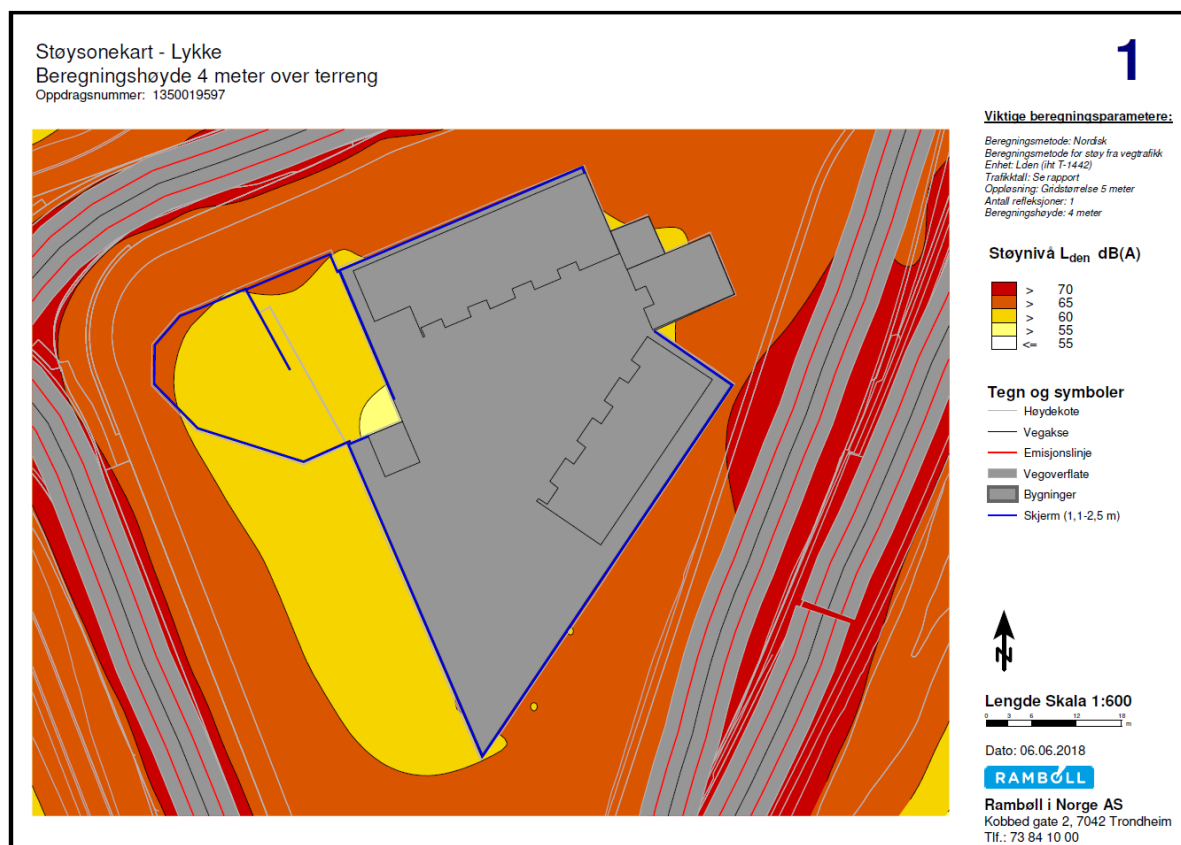 Støysonekart - Lykke
Beregningshøyde 4 meter over terreng
Oppdragsnummer: 1350019597
1
Viktige beregningsparametere:
Beregningsmetode: Nordisk
Beregningsmetode for støy fra vegtrafikk
Enhet: Lden (iht T-1442)
Trafikktall: Se rapport
Oppløsning: Gridstørrelse 5 meter
Antall refleksjoner: 1
Beregningshøyde: 4 meter
Støynivå Lden dB(A)
> 70
> 65
> 60
> 55
<= 55
Tegn og symboler
Høydekote
Vegakse
Emisjonslinje
Vegoverflate
Bygninger
Skjerm (1,1-2,5 m)
N
Lengde Skala 1:600
0 3 6 12 18
m
Dato: 06.06.2018
RAMBOLL
Rambøll i Norge AS
Kobbed gate 2, 7042 Trondheim
Tlf.: 73 84 10 00